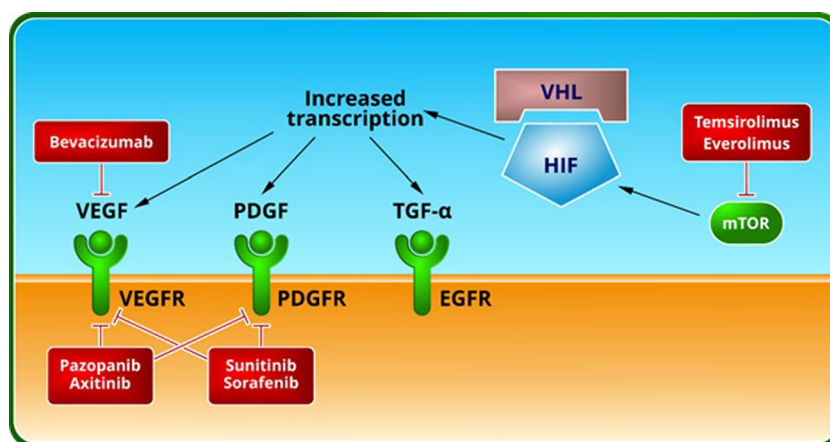 Increased
transcription
VHL
HIF
Temsirolimus
Everolimus
mTOR
Bevacizumab
VEGF
PDGF
TGF-α
VEGFR
PDGFR
EGFR
Pazopanib
Axitinib
Sunitinib
Sorafenib